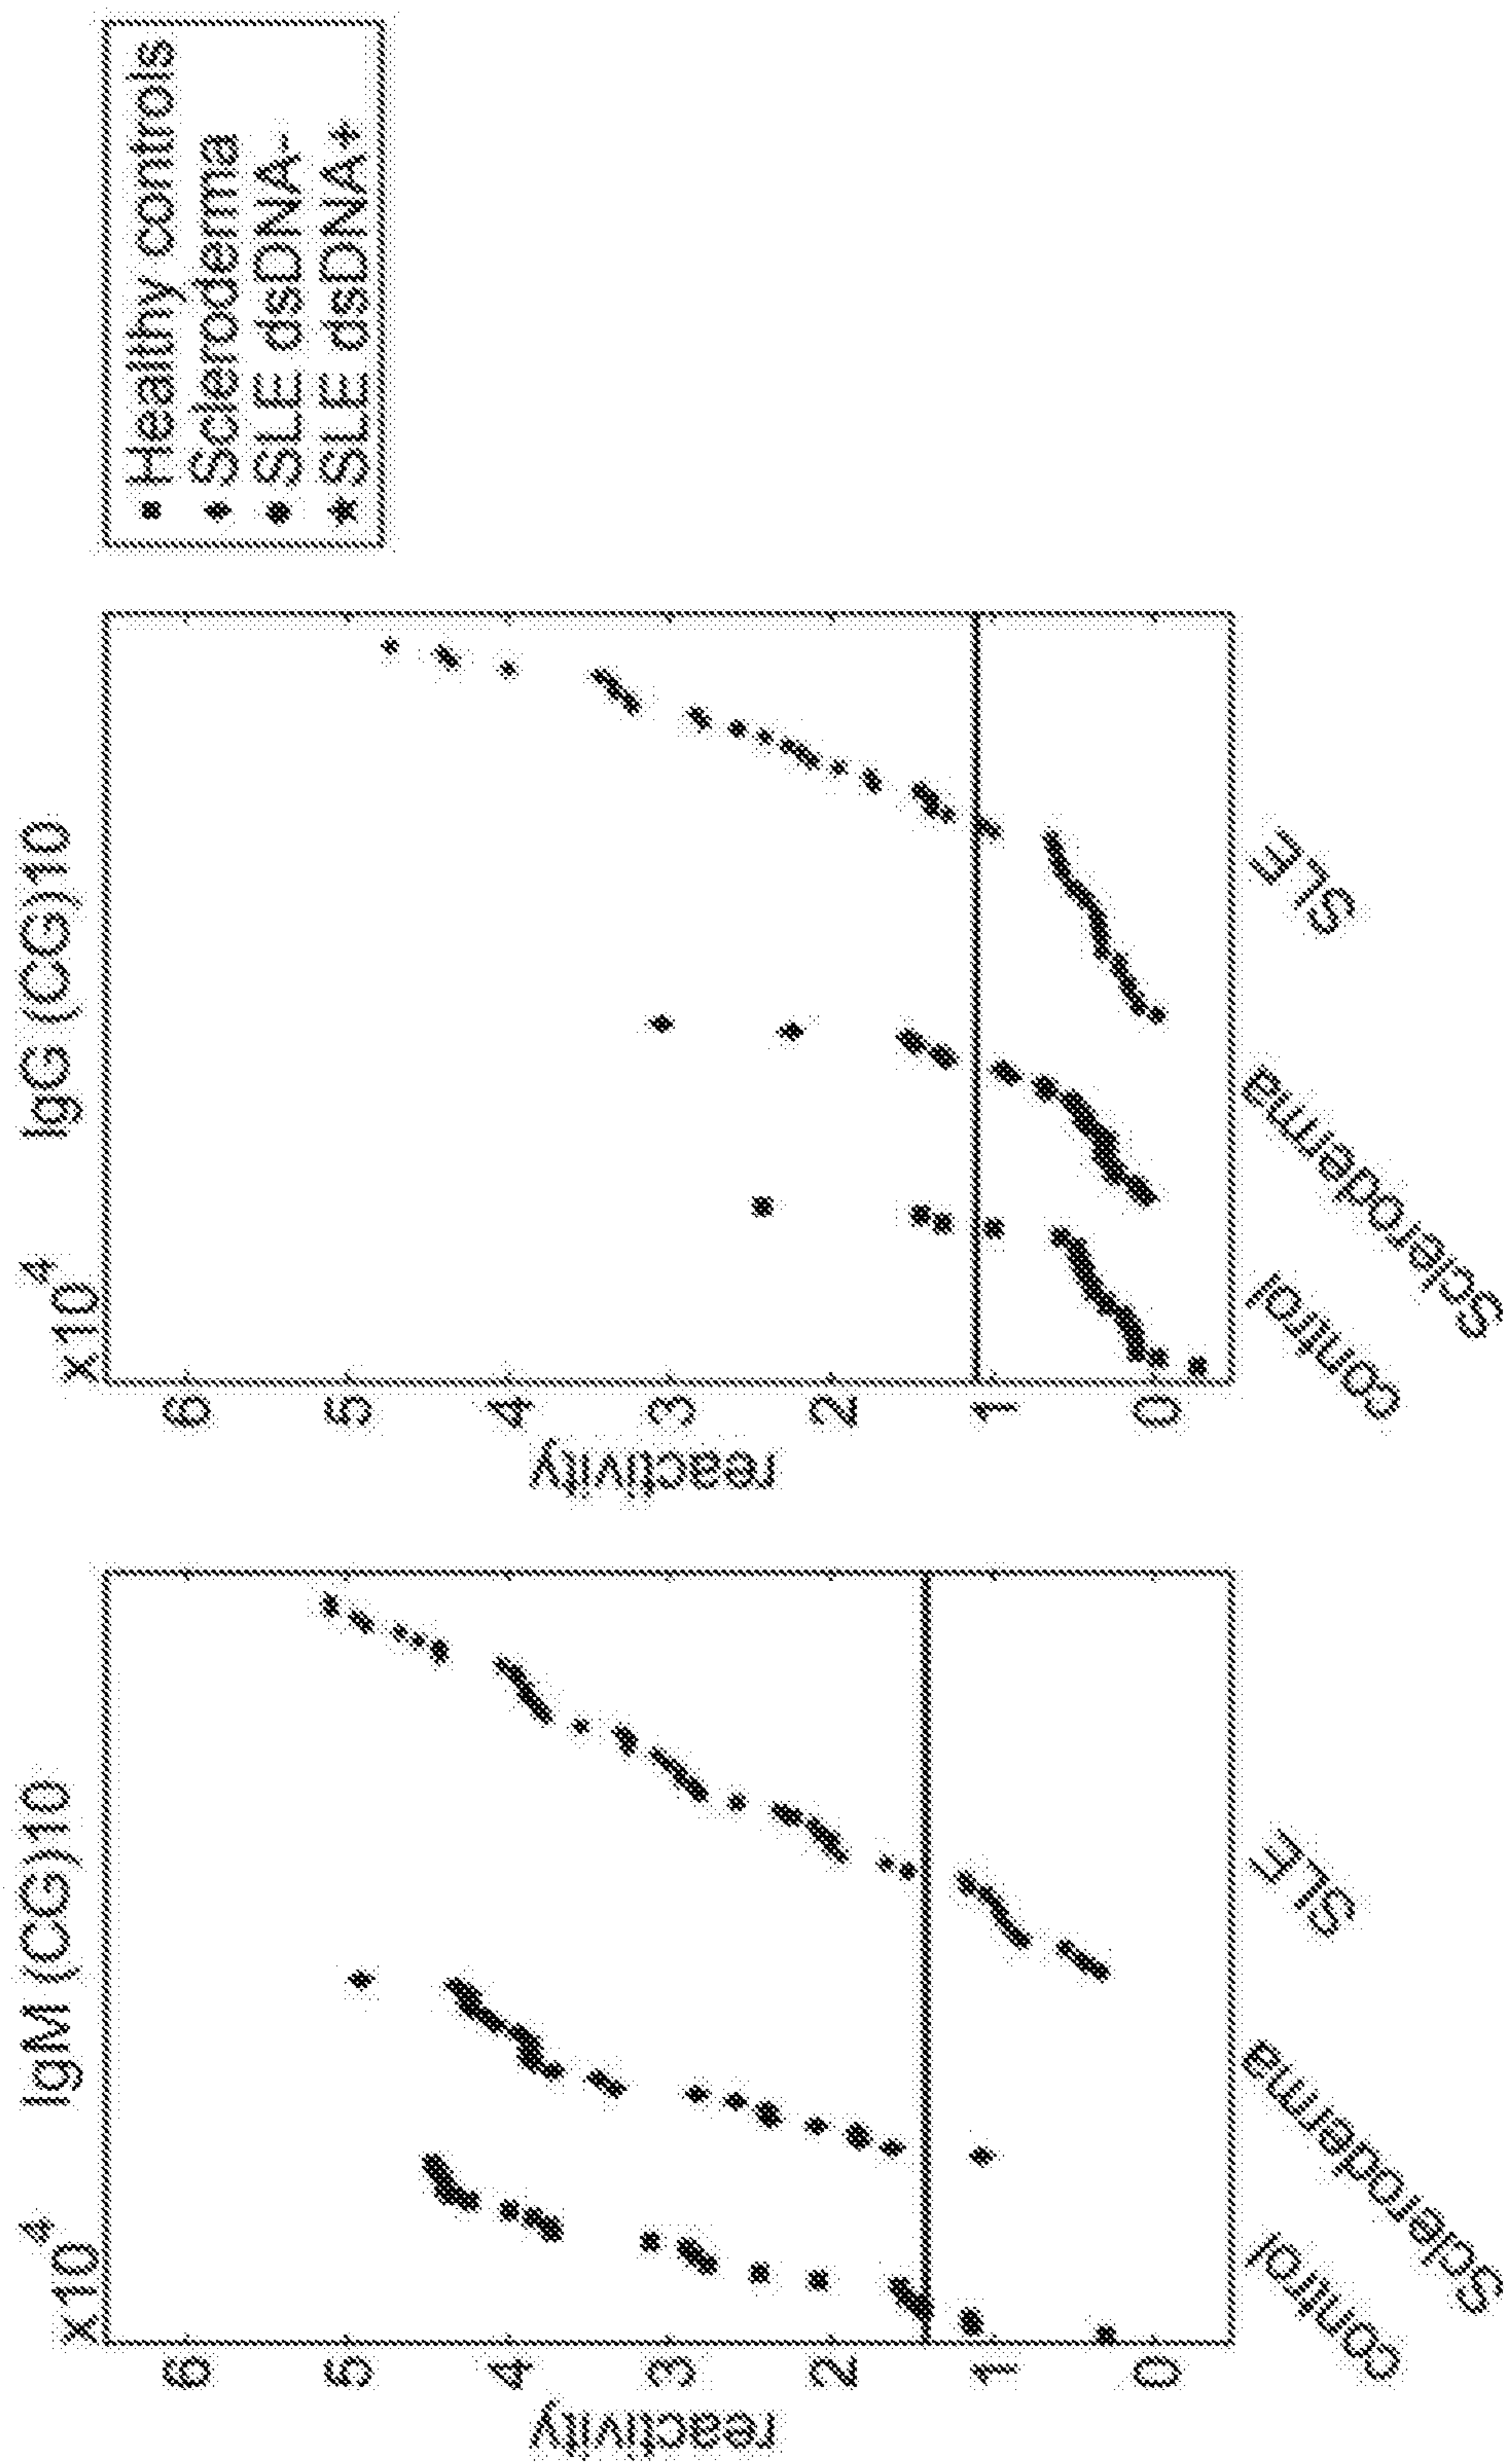 IgM (CG)10
x10
4
reactivity
6
5
4
3
2
1
0
control
Scleroderma
SLE
IgG (CG)10
x10
4
reactivity
6
5
4
3
2
1
0
control
Scleroderma
SLE
Healthy controls
Scleroderma
SLE dsDNA-
SLE dsDNA+